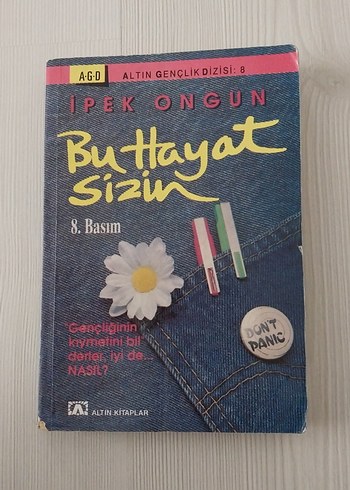 A·G·D
ALTIN GENÇLİK DİZİSİ: 8
İPEK ONGUN
Bu Hayat
Sizin
8. Basım
Gençliğinin
kıymetini bil
derler, iyi de...
NASIL?
DON'T
PANIC
ALTIN KİTAPLAR